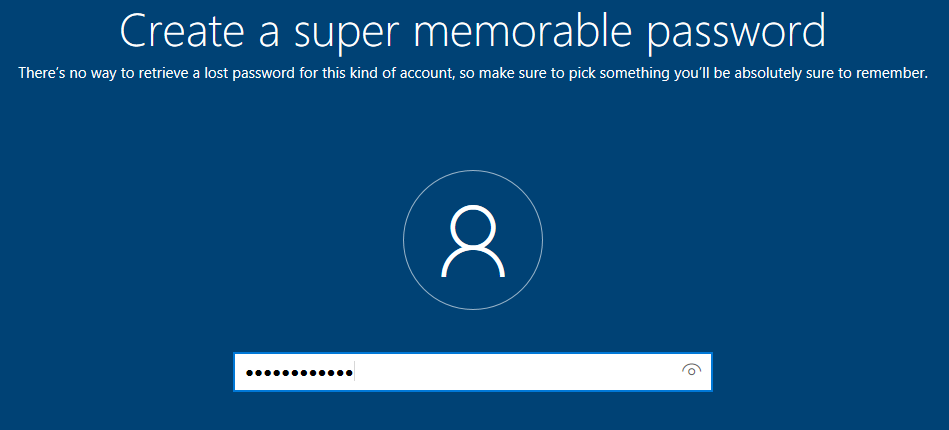 Create a super memorable password
There's no way to retrieve a lost password for this kind of account, so make sure to pick something you'll be absolutely sure to remember.
••••••••••••